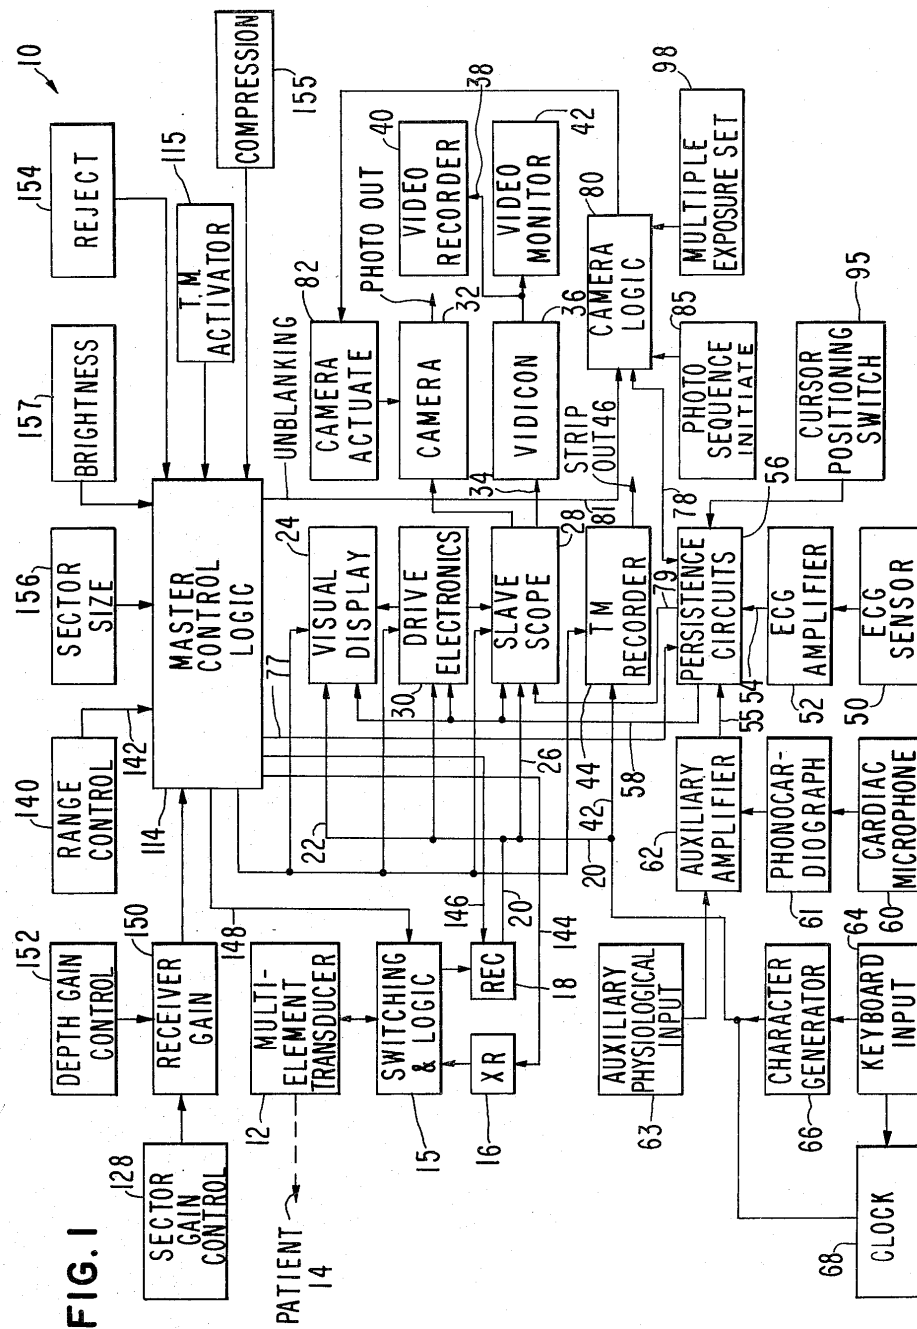 FIG. 1
10
SECTOR
GAIN
CONTROL
128
DEPTH GAIN
CONTROL
152
RECEIVER
GAIN
150
RANGE
CONTROL
140
142
SECTOR
SIZE
156
BRIGHTNESS
157
REJECT
154
T.M.
ACTIVATOR
115
COMPRESSION
155
MASTER
CONTROL
LOGIC
114
148
77
UNBLANKING
PATIENT
14
MULTI-
ELEMENT
TRANSDUCER
12
SWITCHING
& LOGIC
15
XR
16
REC
18
146
20
144
22
VISUAL
DISPLAY
24
DRIVE
ELECTRONICS
30
SLAVE
SCOPE
28
26
TM
RECORDER
44
42
20
58
CAMERA
ACTUATE
82
CAMERA
32
PHOTO OUT
VIDICON
36
34
VIDEO
RECORDER
40
38
VIDEO
MONITOR
42
STRIP
OUT 46
81
CAMERA
LOGIC
80
78
79
PHOTO
SEQUENCE
INITIATE
85
MULTIPLE
EXPOSURE SET
98
CURSOR
POSITIONING
SWITCH
95
PERSISTENCE
CIRCUITS
56
54
55
ECG
AMPLIFIER
52
ECG
SENSOR
50
AUXILIARY
AMPLIFIER
62
PHONOCAR-
DIOGRAPH
61
CARDIAC
MICROPHONE
60
AUXILIARY
PHYSIOLOGICAL
INPUT
63
CHARACTER
GENERATOR
66
KEYBOARD
INPUT
64
CLOCK
68